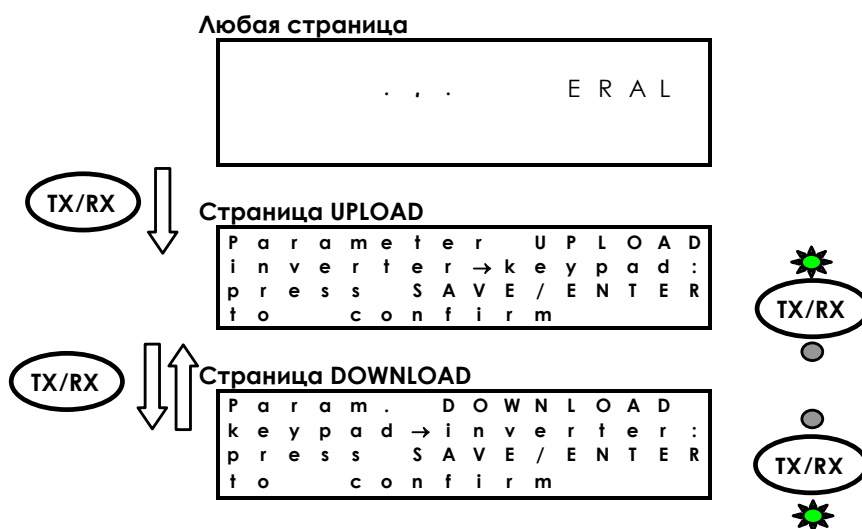 Любая страница
. , . ERAL
TX/RX
Страница UPLOAD
Parameter UPLOAD
inverter→keypad:
press SAVE/ENTER
to confirm
TX/RX
TX/RX
Страница DOWNLOAD
Param. DOWNLOAD
keypad→inverter:
press SAVE/ENTER
to confirm
TX/RX